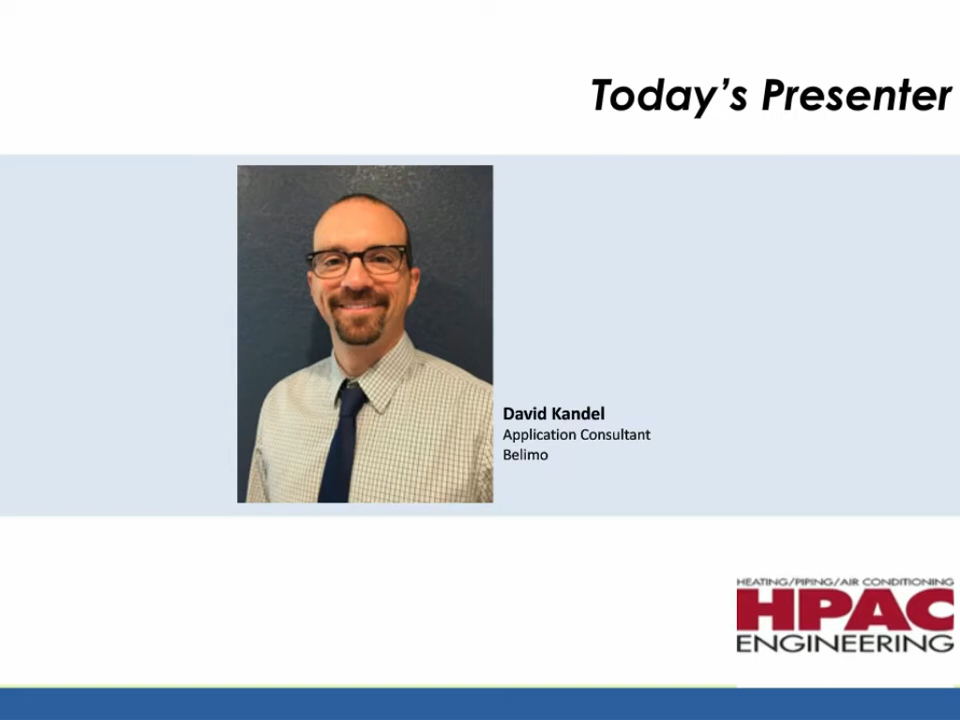 Today's Presenter
David Kandel
Application Consultant
Belimo
HEATING/PIPING/AIR CONDITIONING
HPAC
ENGINEERING